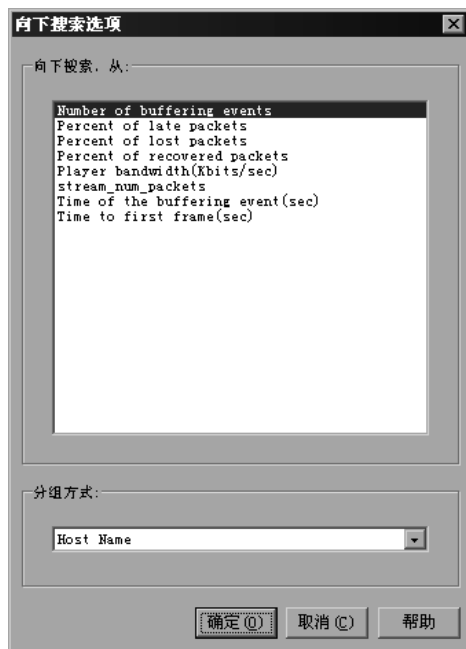 向下搜索选项
向下搜索, 从:
Number of buffering events
Percent of late packets
Percent of lost packets
Percent of recovered packets
Player bandwidth(Kbits/sec)
stream_num_packets
Time of the buffering event(sec)
Time to first frame(sec)
分组方式:
Host Name
确定(O) 取消(C) 帮助